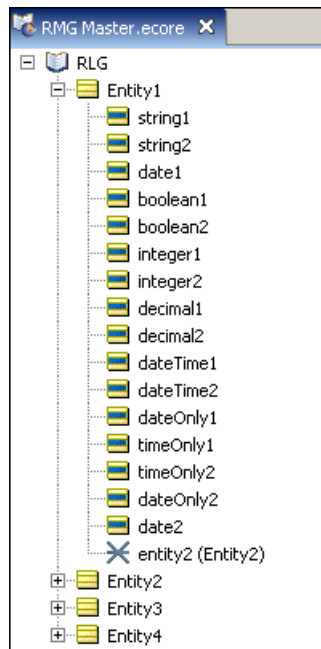 RMG Master.ecore
RLG
Entity1
string1
string2
date1
boolean1
boolean2
integer1
integer2
decimal1
decimal2
dateTime1
dateTime2
dateOnly1
timeOnly1
timeOnly2
dateOnly2
date2
entity2 (Entity2)
Entity2
Entity3
Entity4